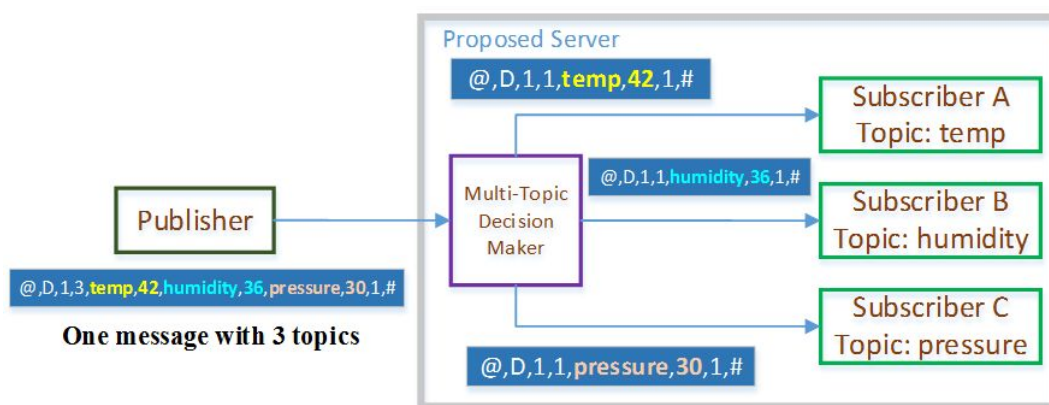 Proposed Server
@,D,1,1,temp,42,1,#
Subscriber A
Topic: temp
@,D,1,1,humidity,36,1,#
Multi-Topic
Decision
Maker
Publisher
Subscriber B
Topic: humidity
@,D,1,3,temp,42,humidity,36,pressure,30,1,#
One message with 3 topics
Subscriber C
Topic: pressure
@,D,1,1,pressure,30,1,#